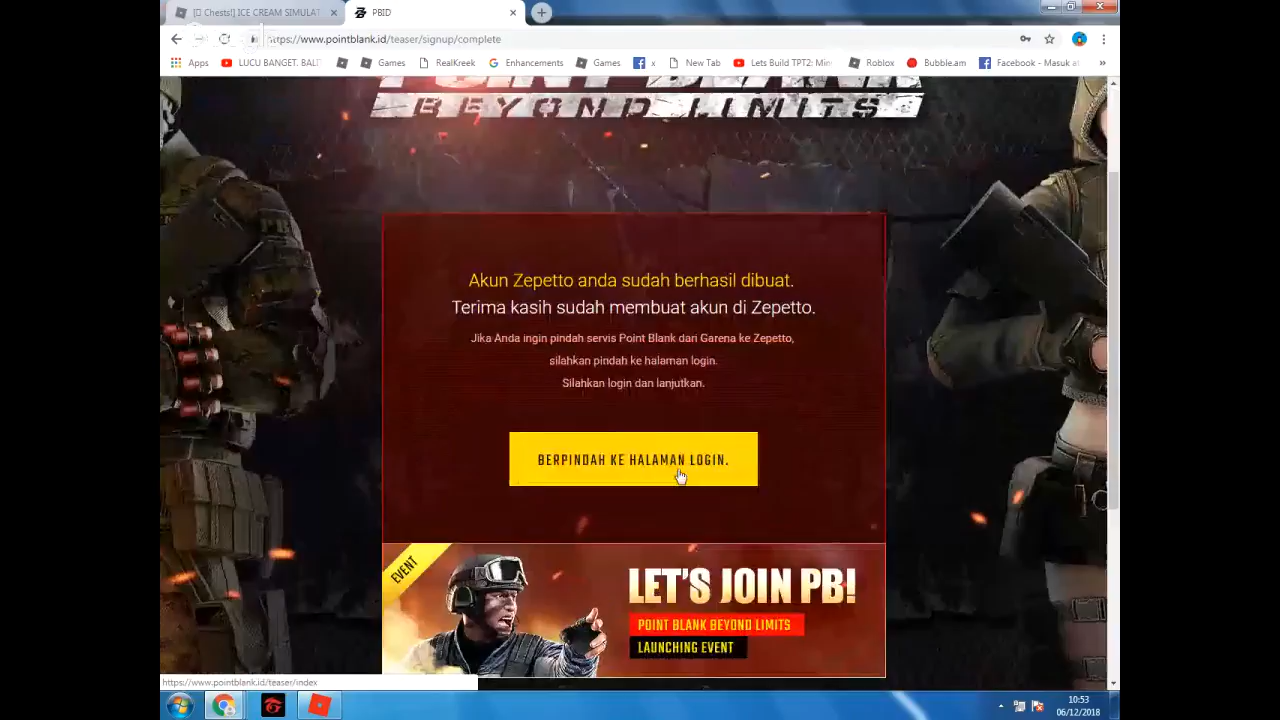 [ Chests!] ICE CREAM SIMULAT
PBID
https://www.pointblank.id/teaser/signup/complete
Apps
LUCU BANGET. BALI
Games
RealKreek
Enhancements
Games
x
New Tab
Lets Build TPT2: Min
Roblox
Bubble.am
Facebook - Masuk at
»
POINT BLANK
BEYOND LIMITS
PB
Akun Zepetto anda sudah berhasil dibuat.
Terima kasih sudah membuat akun di Zepetto.
Jika Anda ingin pindah servis Point Blank dari Garena ke Zepetto,
silahkan pindah ke halaman login.
Silahkan login dan lanjutkan.
BERPINDAH KE HALAMAN LOGIN.
EVENT
LET'S JOIN PB!
POINT BLANK BEYOND LIMITS
LAUNCHING EVENT
https://www.pointblank.id/teaser/index
10:53
06/12/2018